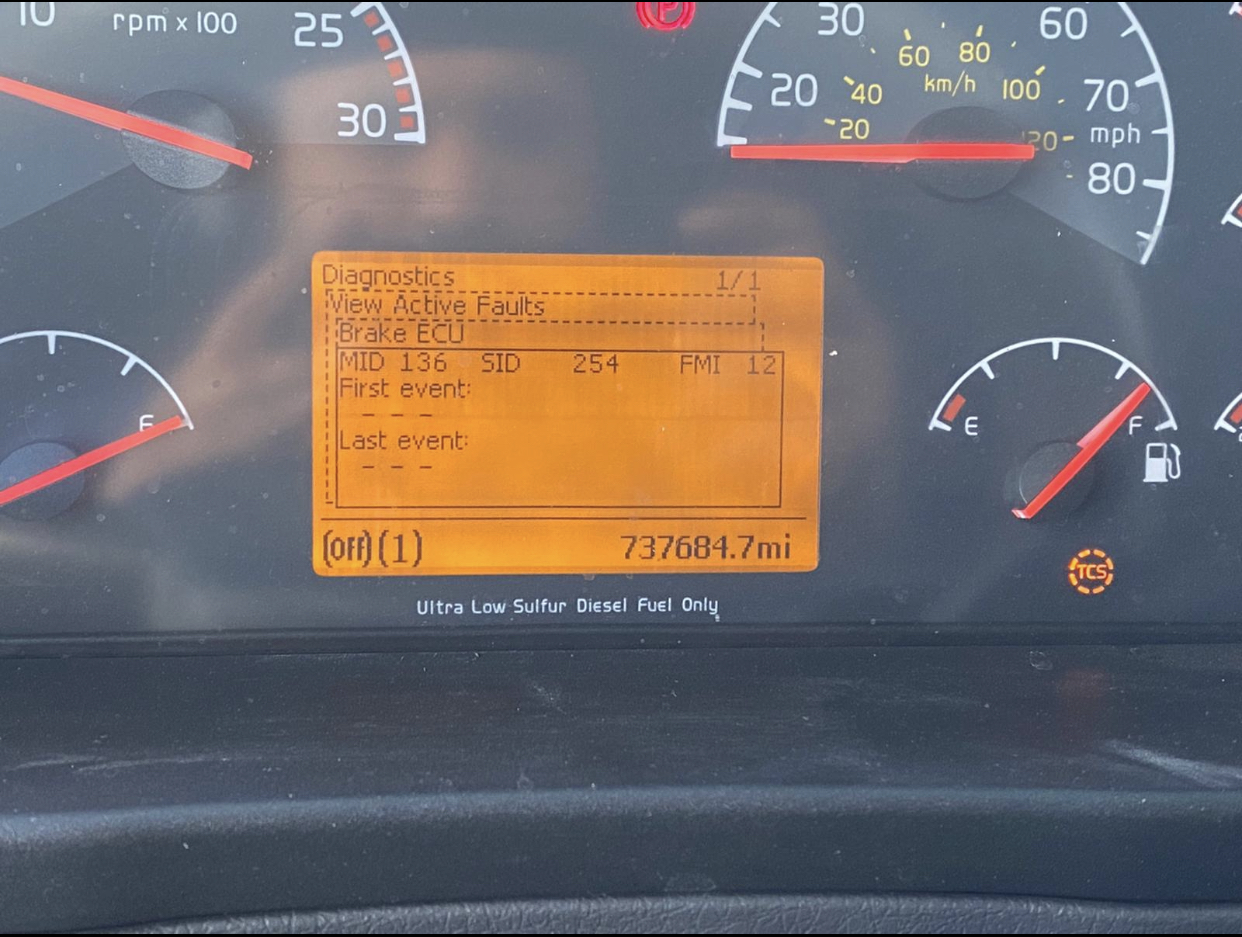 10
rpm x 100
25
30
P
30
60
20
70
mph
80
60
80
40
km/h
100
20
120
Diagnostics 1/1
View Active Faults
Brake ECU
MID 136 SID 254 FMI 12
First event:
- - -
Last event:
- - -
F
E
F
(OFF)(1) 737684.7mi
TCS
Ultra Low Sulfur Diesel Fuel Only